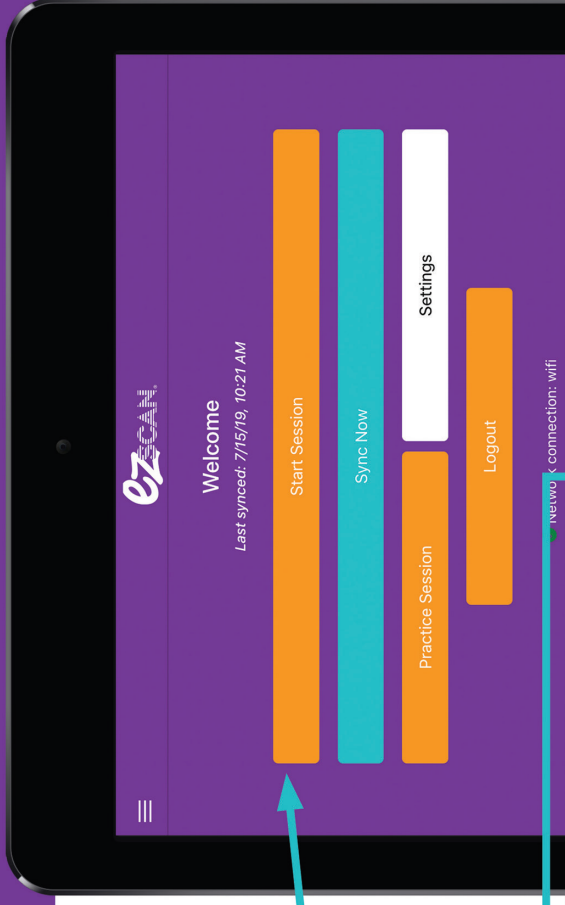 ezSCAN®
Welcome
Last synced: 7/15/19, 10:21 AM
Start Session
Sync Now
Practice Session
Settings
Logout
Network connection: wifi